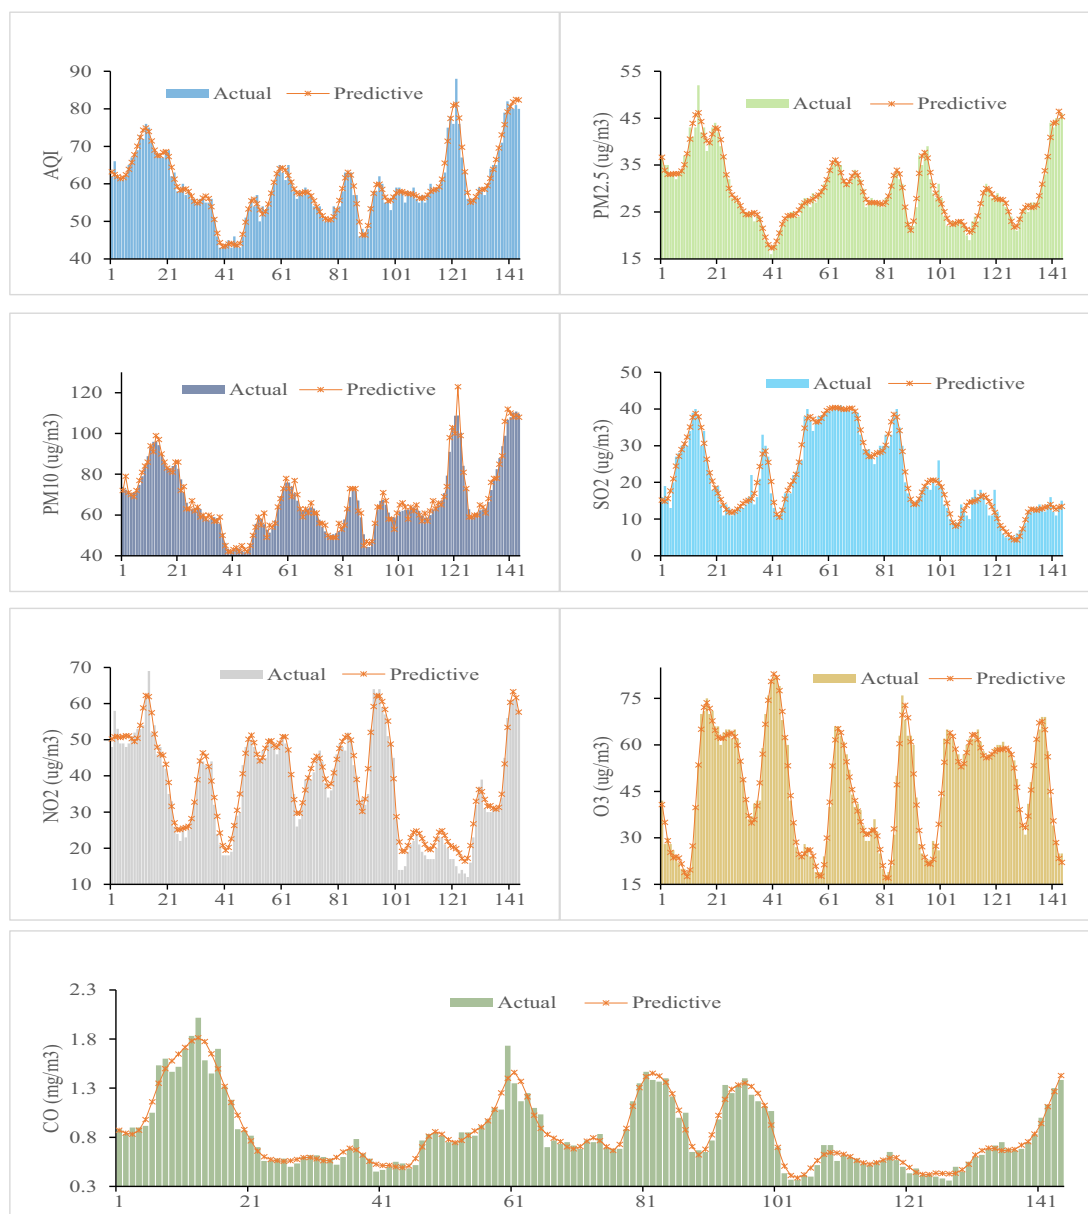 90
80
70
60
50
40
AQI
Actual Predictive
1 21 41 61 81 101 121 141
55
45
35
25
15
PM2.5 (ug/m3)
Actual Predictive
1 21 41 61 81 101 121 141
120
100
80
60
40
PM10 (ug/m3)
Actual Predictive
1 21 41 61 81 101 121 141
50
40
30
20
10
0
SO2 (ug/m3)
Actual Predictive
1 21 41 61 81 101 121 141
70
60
50
40
30
20
10
NO2 (ug/m3)
Actual Predictive
1 21 41 61 81 101 121 141
75
60
45
30
15
O3 (ug/m3)
Actual Predictive
1 21 41 61 81 101 121 141
2.3
1.8
1.3
0.8
0.3
CO (mg/m3)
Actual Predictive
1 21 41 61 81 101 121 141